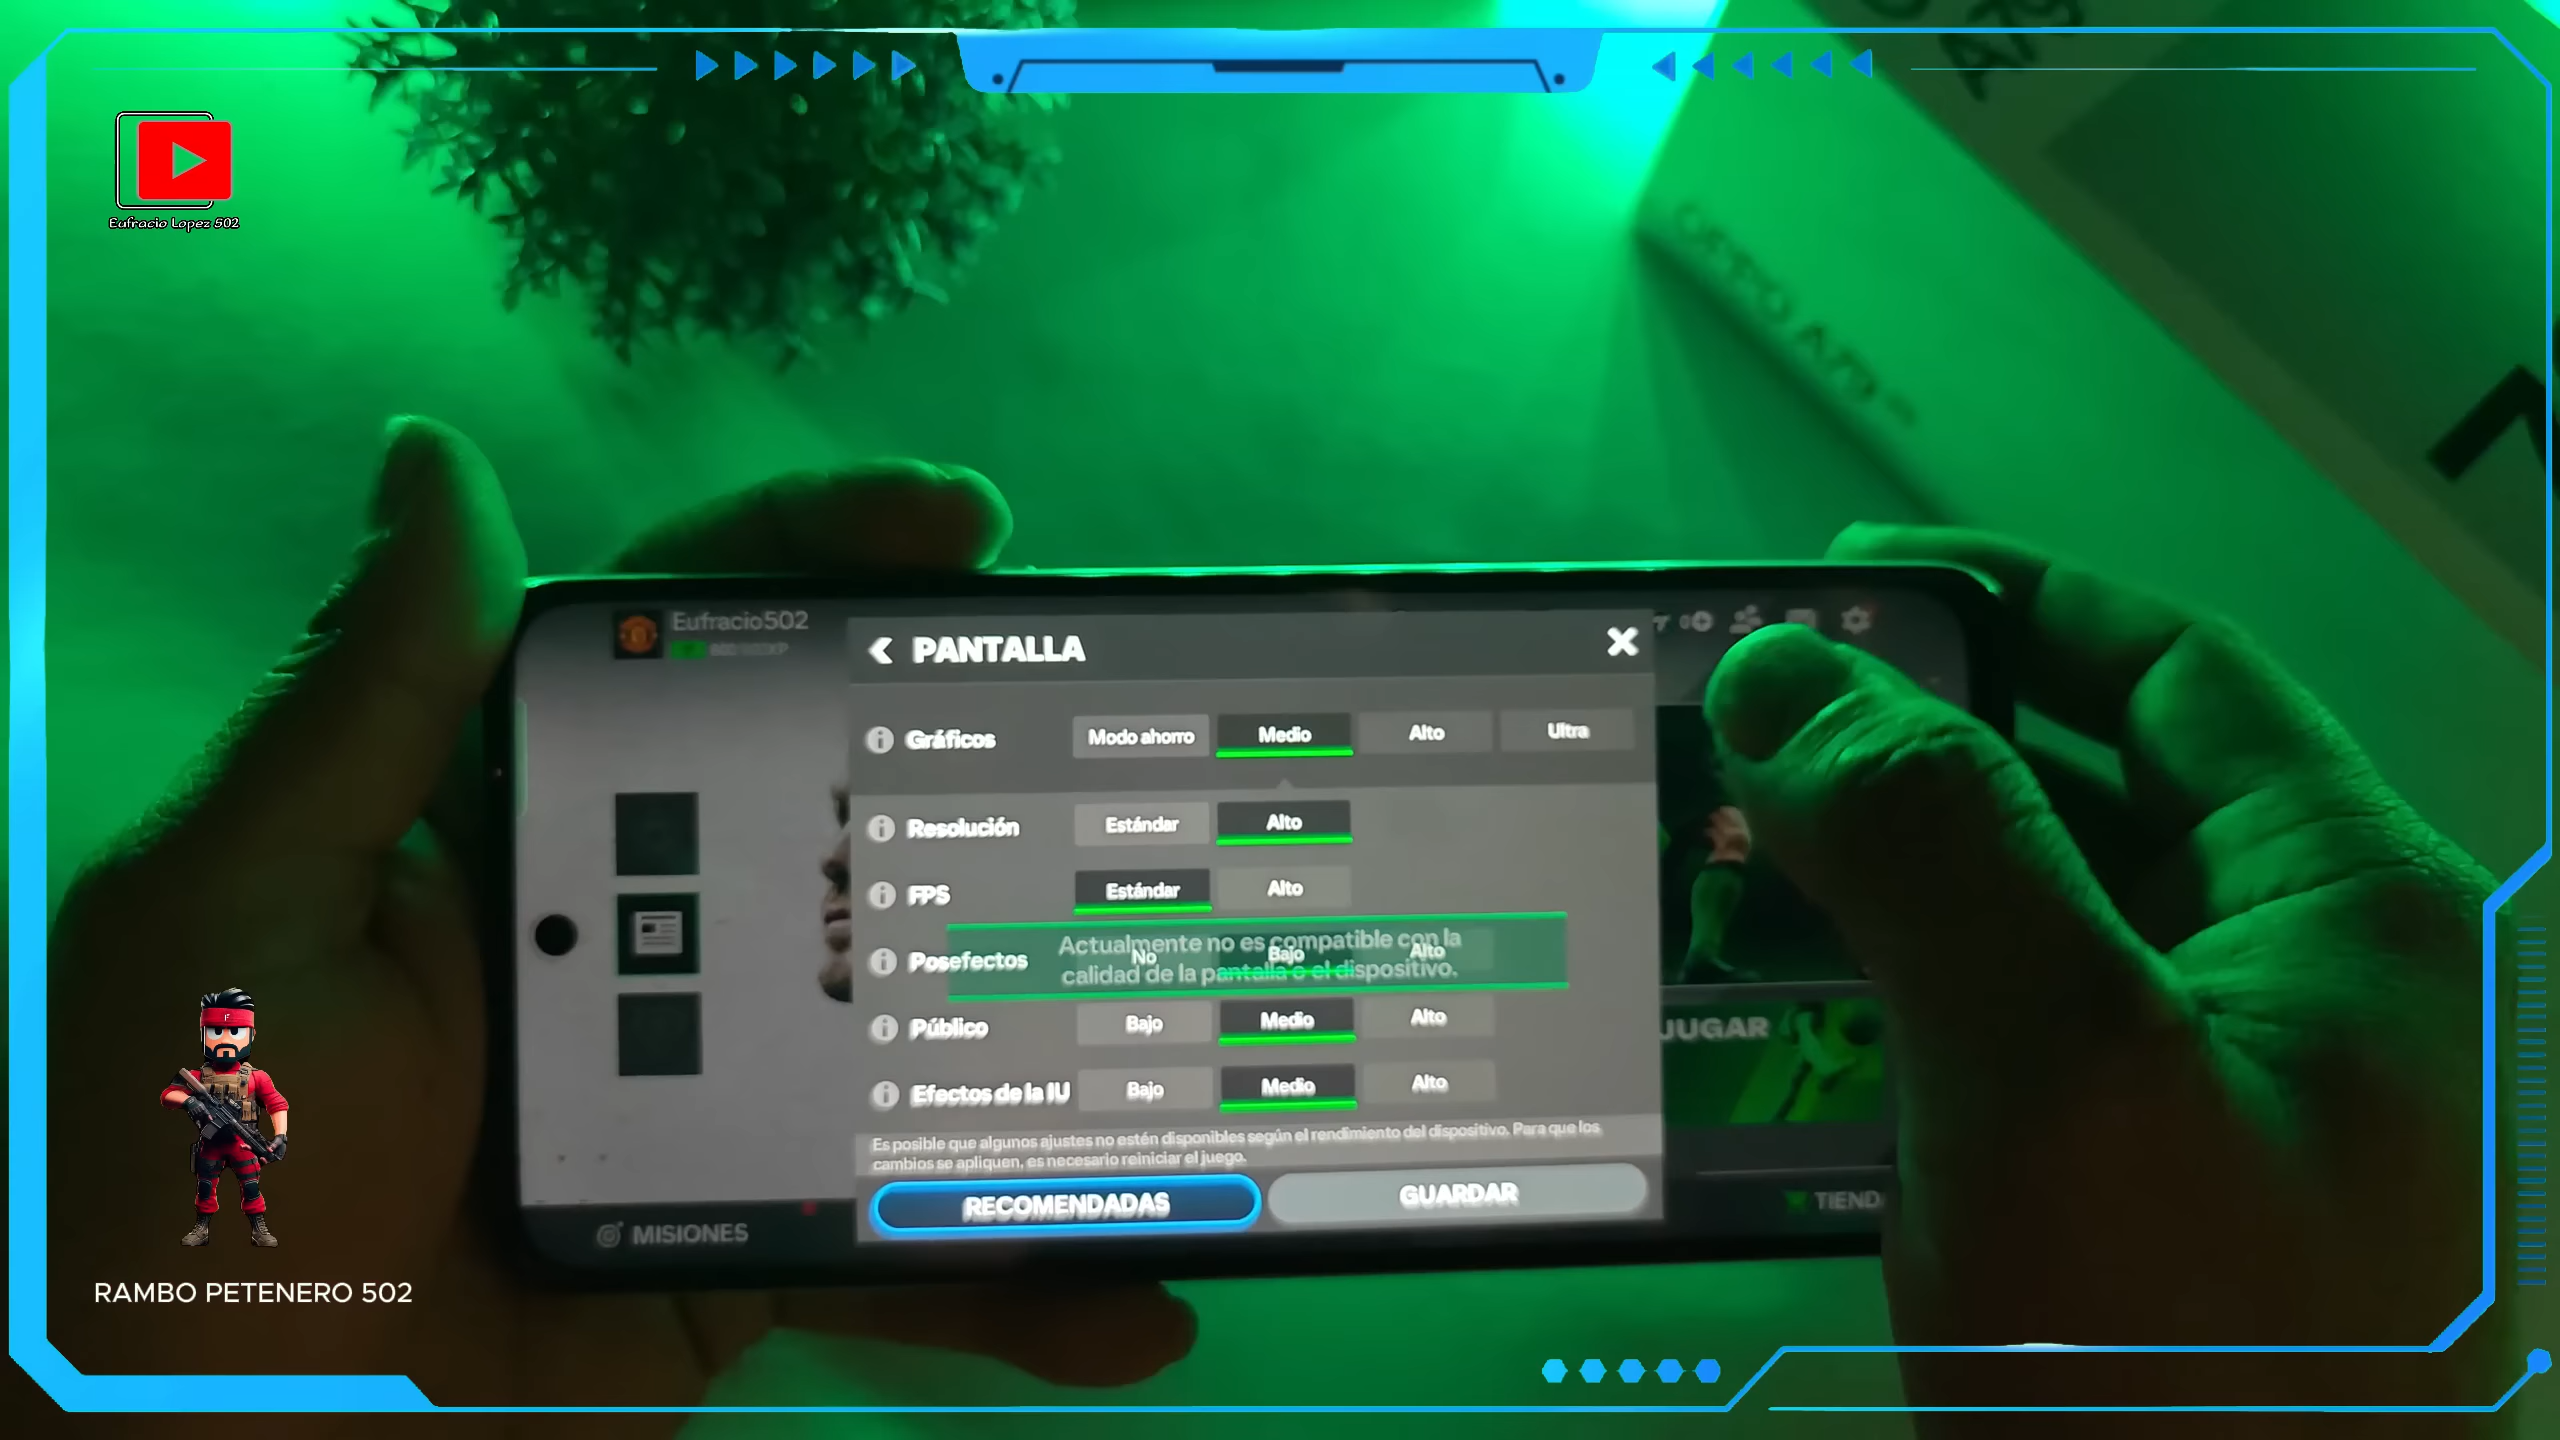 Eufracio Lopez 502
OPPO
Eufracio502
PANTALLA
Gráficos Modo ahorro Medio Alto Ultra
Resolución Estándar Alto
FPS Estándar Alto
Actualmente no es compatible con la
calidad de la pantalla o el dispositivo.
Posefectos No Bajo Alto
Público Bajo Medio Alto
Efectos de la IU Bajo Medio Alto
Es posible que algunos ajustes no estén disponibles según el rendimiento del dispositivo. Para que los
cambios se apliquen, es necesario reiniciar el juego.
RECOMENDADAS GUARDAR
JUGAR
MISIONES
RAMBO PETENERO 502